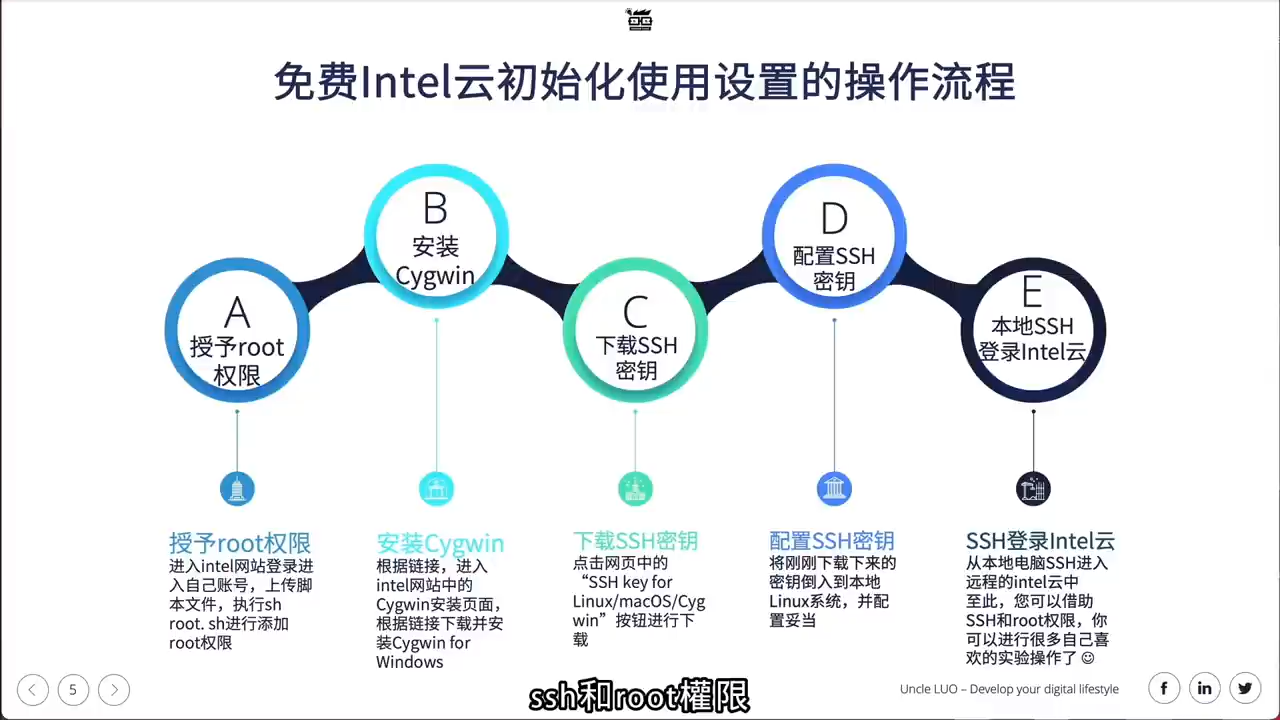 免费Intel云初始化使用设置的操作流程
A
授予root
权限
B
安装
Cygwin
C
下载SSH
密钥
D
配置SSH
密钥
E
本地SSH
登录Intel云
授予root权限
进入intel网站登录进
入自己账号，上传脚
本文件，执行sh
root. sh进行添加
root权限
安装Cygwin
根据链接，进入
intel网站中的
Cygwin安装页面，
根据链接下载并安
装Cygwin for
Windows
下载SSH密钥
点击网页中的
“SSH key for
Linux/macOS/Cyg
win”按钮进行下
载
配置SSH密钥
将刚刚下载下来的
密钥倒入到本地
Linux系统，并配
置妥当
SSH登录Intel云
从本地电脑SSH进入
远程的intel云中
至此，您可以借助
SSH和root权限，你
可以进行很多自己喜
欢的实验操作了☺
5
Uncle LUO – Develop your digital lifestyle
ssh和root權限